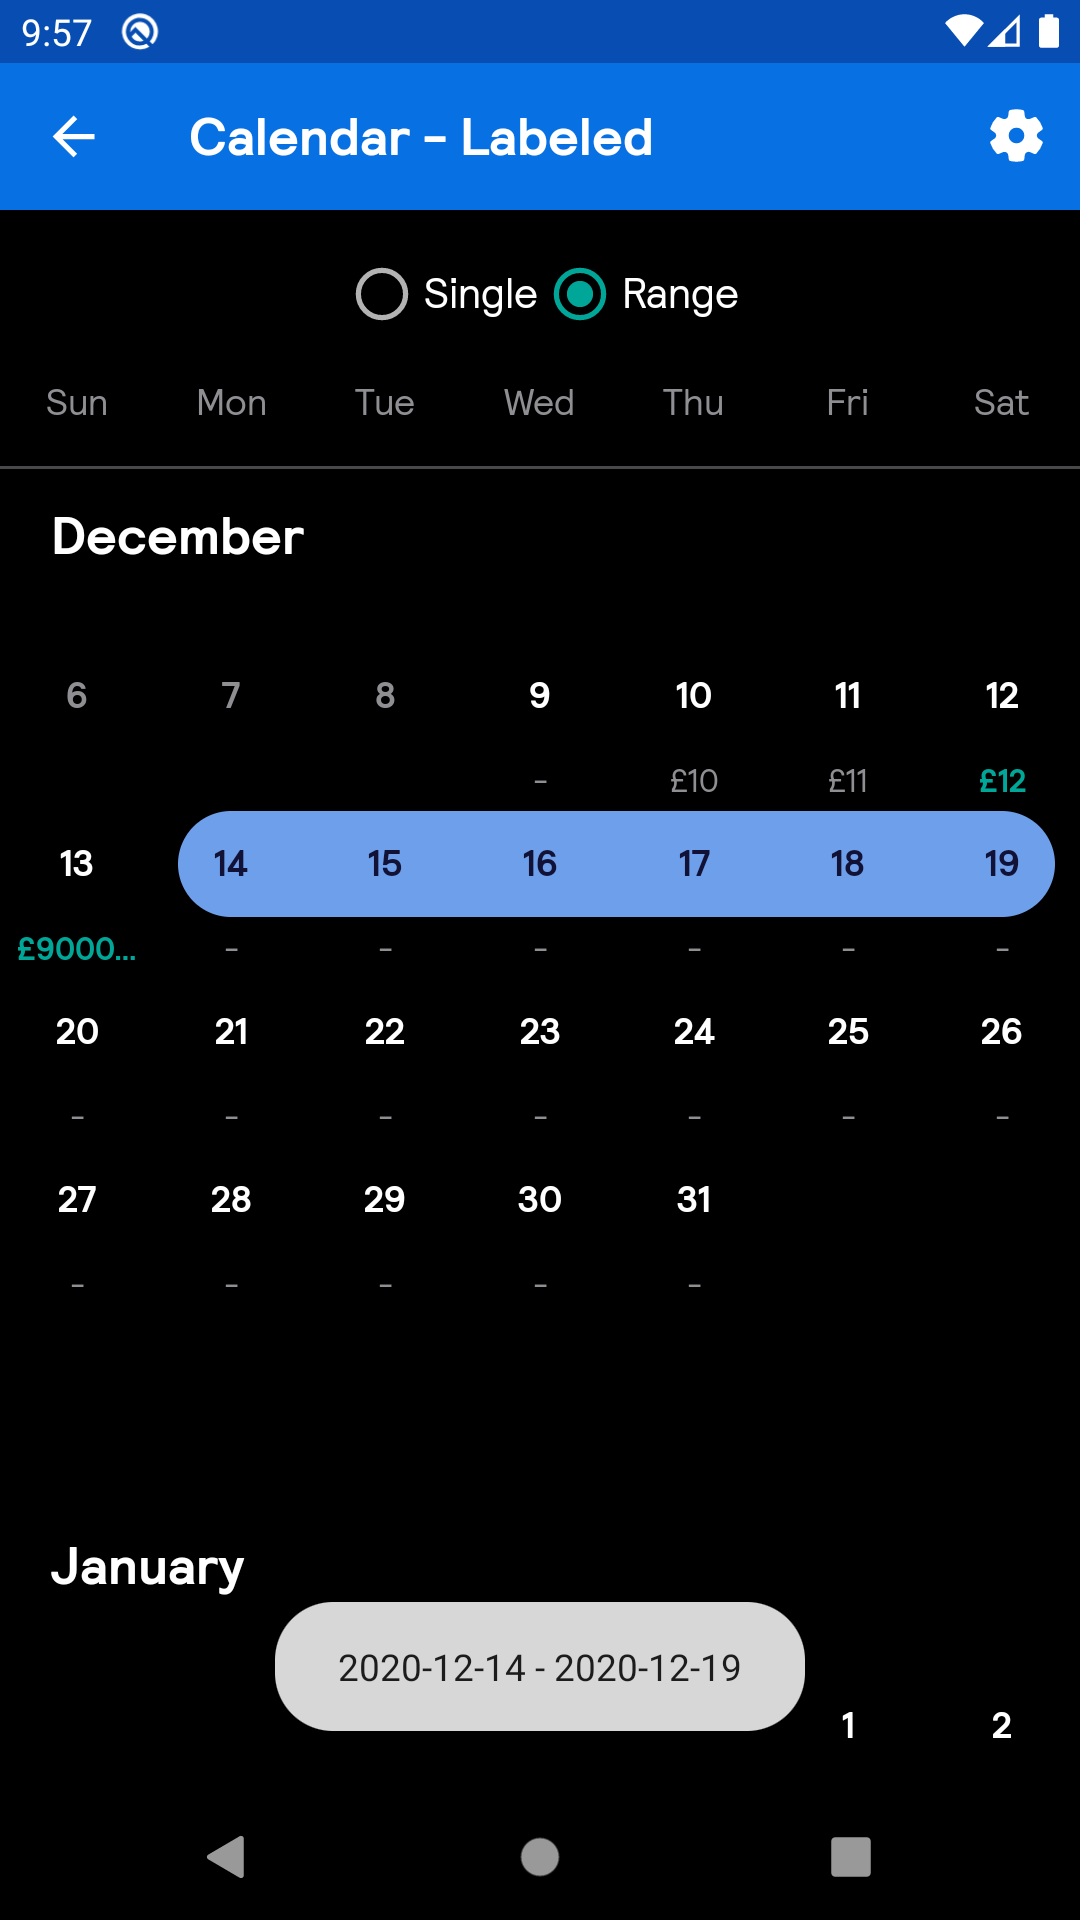 9:57
Calendar - Labeled
Single Range
Sun Mon Tue Wed Thu Fri Sat
December
6 7 8 9 10 11 12
- £10 £11 £12
13 14 15 16 17 18 19
£9000... - - - - - -
20 21 22 23 24 25 26
- - - - - - -
27 28 29 30 31
- - - - -
January
2020-12-14 - 2020-12-19
1 2